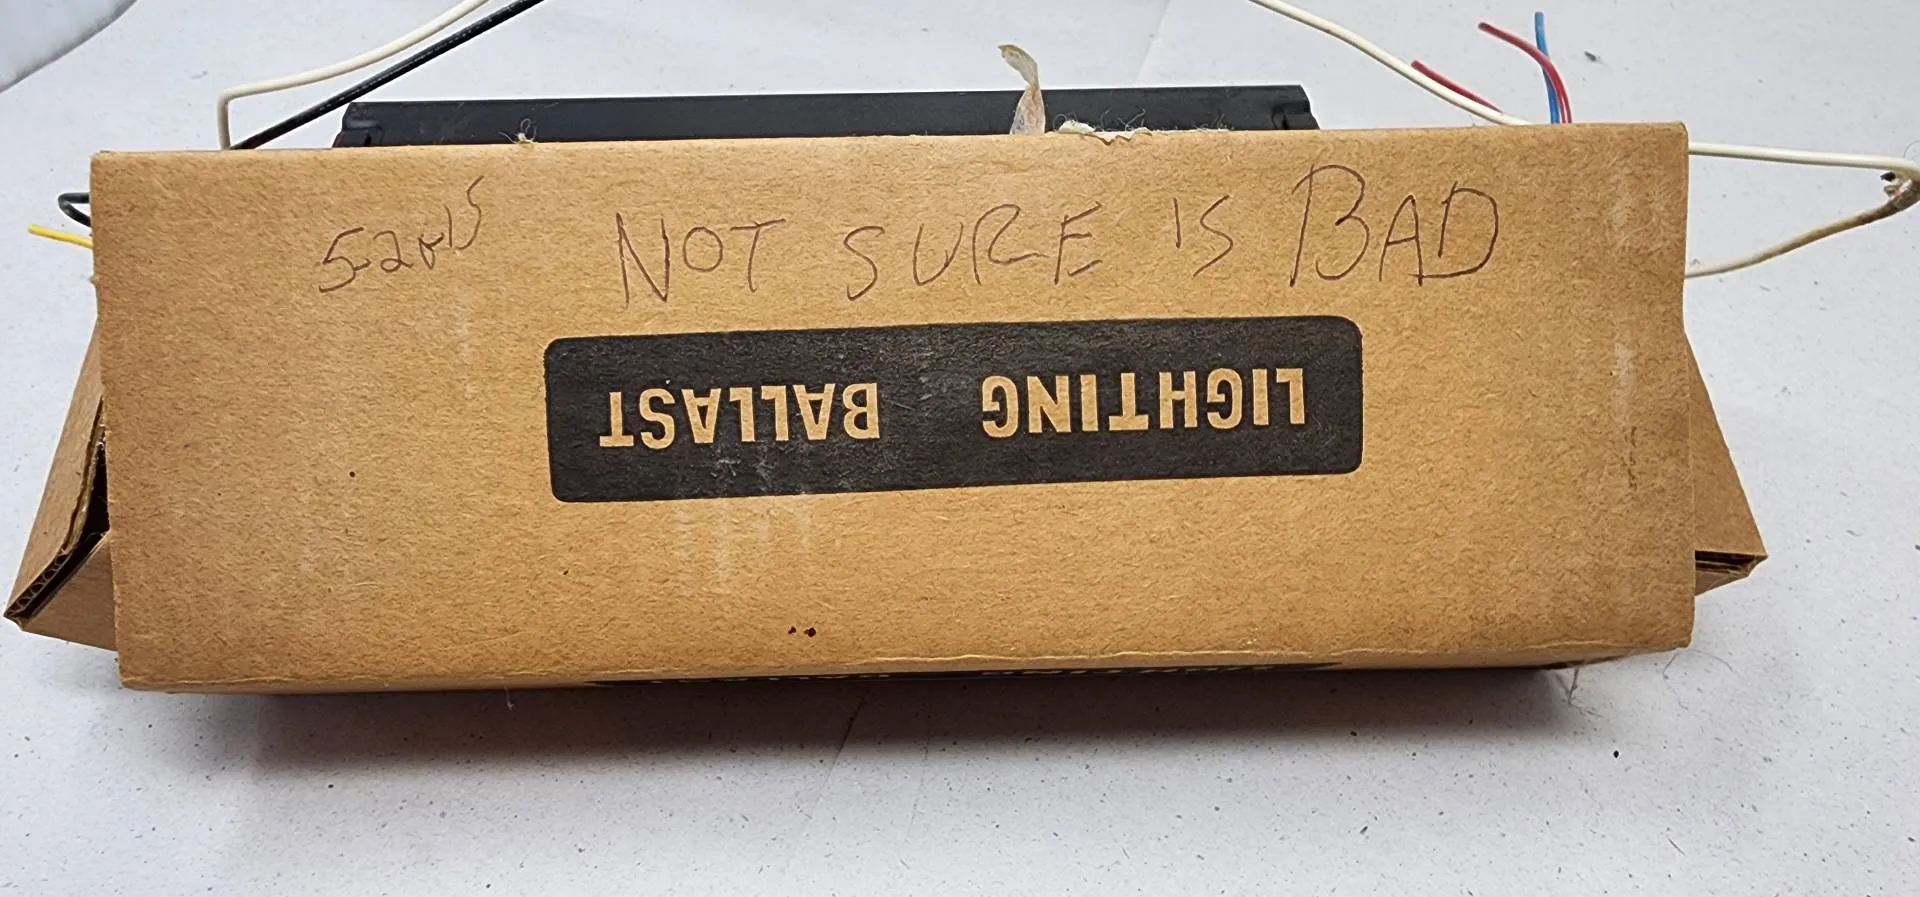 NOT SURE IS BAD
LIGHTING BALLAST